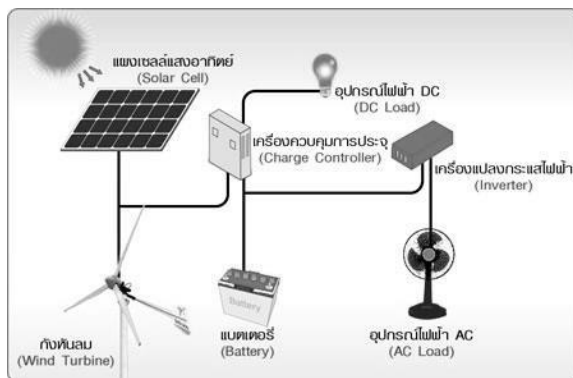 แผงเซลล์แสงอาทิตย์
(Solar Cell)
อุปกรณ์ไฟฟ้า DC
(DC Load)
เครื่องควบคุมการประจุ
(Charge Controller)
เครื่องแปลงกระแสไฟฟ้า
(Inverter)
Battery
กังหันลม
(Wind Turbine)
แบตเตอรี่
(Battery)
อุปกรณ์ไฟฟ้า AC
(AC Load)